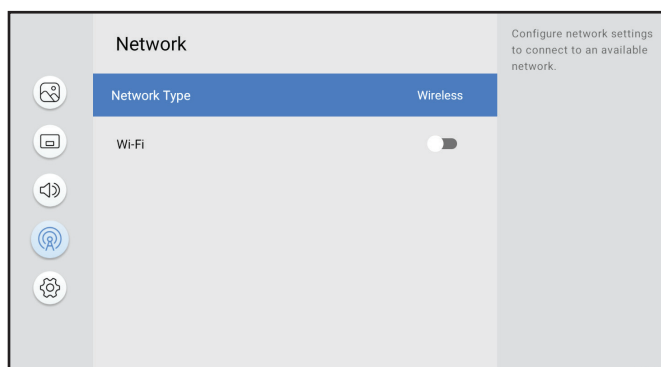 Network
Configure network settings
to connect to an available
network.
Network Type Wireless
Wi-Fi